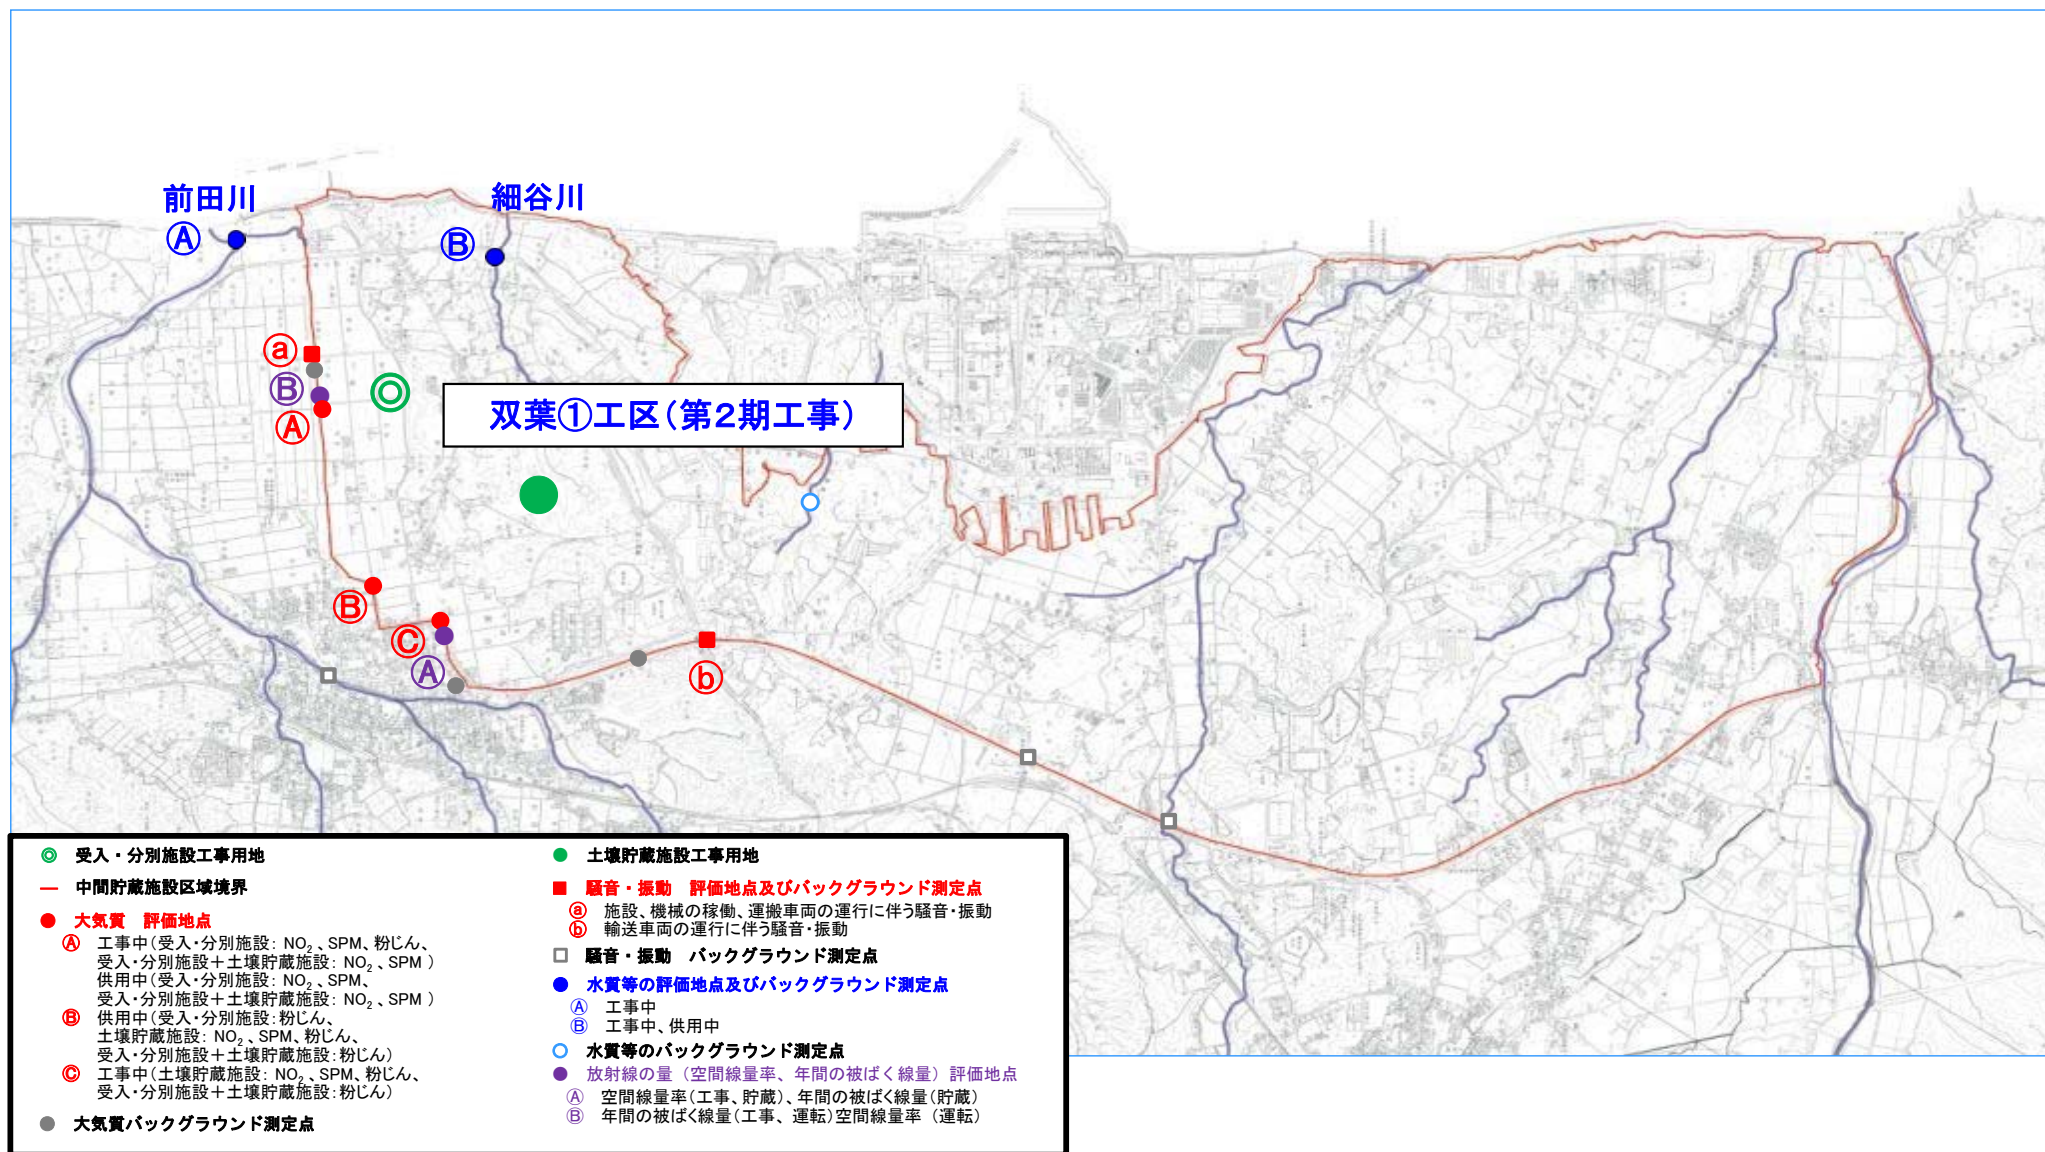 前田川
細谷川
Ⓐ
Ⓑ
ⓐ
Ⓑ
Ⓐ
双葉①工区(第2期工事)
Ⓑ
Ⓒ
Ⓐ
ⓑ
受入・分別施設工事用地
中間貯蔵施設区域境界
大気質 評価地点
Ⓐ 工事中(受入・分別施設: NO₂、SPM、粉じん、
受入・分別施設+土壌貯蔵施設: NO₂、SPM )
供用中(受入・分別施設: NO₂、SPM、
受入・分別施設+土壌貯蔵施設: NO₂、SPM )
Ⓑ 供用中(受入・分別施設:粉じん、
土壌貯蔵施設: NO₂、SPM、粉じん、
受入・分別施設+土壌貯蔵施設:粉じん)
Ⓒ 工事中(土壌貯蔵施設: NO₂、SPM、粉じん、
受入・分別施設+土壌貯蔵施設:粉じん)
大気質バックグラウンド測定点
土壌貯蔵施設工事用地
騒音・振動 評価地点及びバックグラウンド測定点
ⓐ 施設、機械の稼働、運搬車両の運行に伴う騒音・振動
ⓑ 輸送車両の運行に伴う騒音・振動
騒音・振動 バックグラウンド測定点
水質等の評価地点及びバックグラウンド測定点
Ⓐ 工事中
Ⓑ 工事中、供用中
水質等のバックグラウンド測定点
放射線の量(空間線量率、年間の被ばく線量)評価地点
Ⓐ 空間線量率(工事、貯蔵)、年間の被ばく線量(貯蔵)
Ⓑ 年間の被ばく線量(工事、運転)空間線量率 (運転)